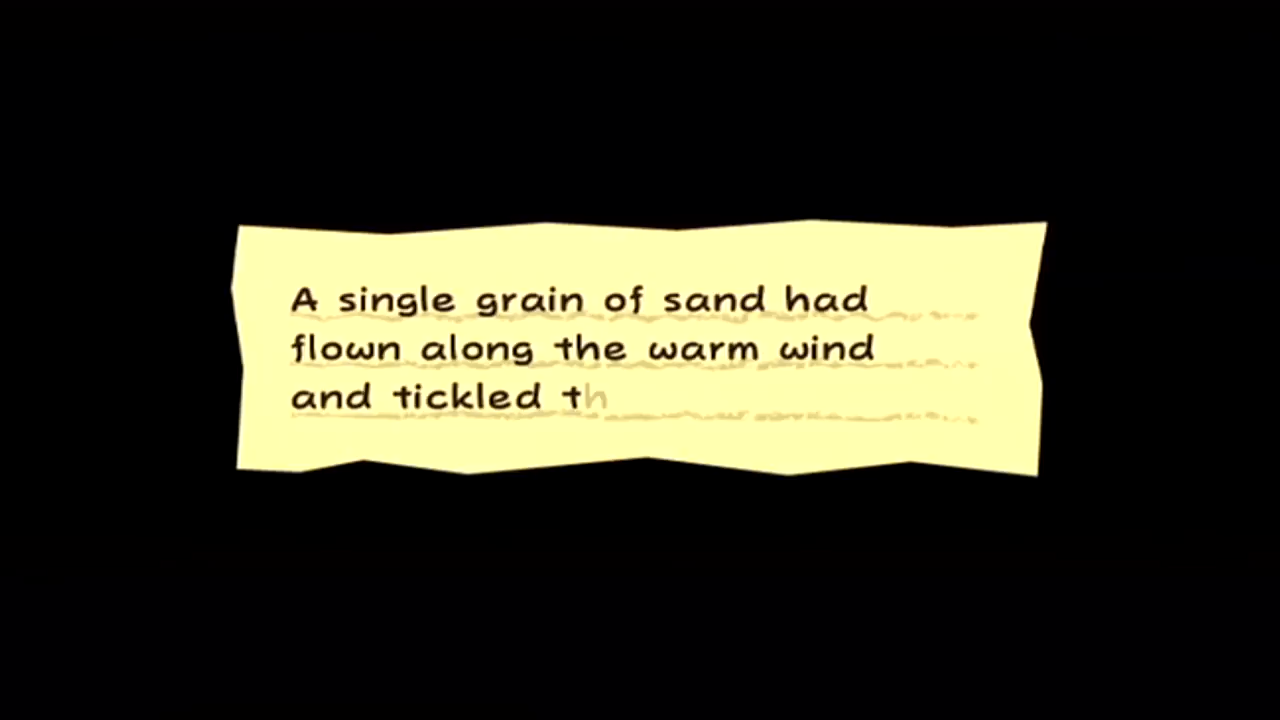 A single grain of sand had
flown along the warm wind
and tickled th